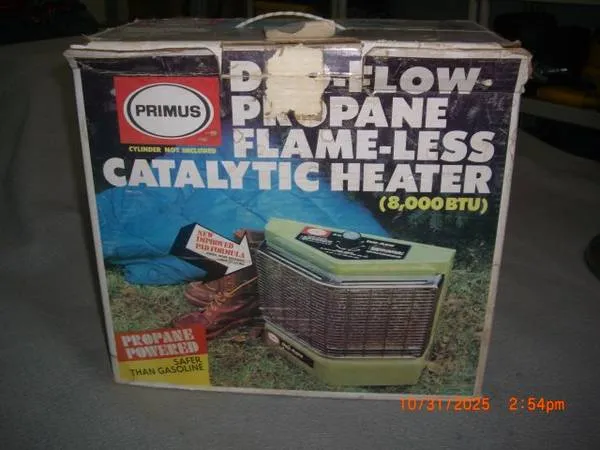 D   -FLOW-
PROPANE
FLAME-LESS
CATALYTIC HEATER
(8,000 BTU)
PRIMUS
CYLINDER NOT INCLUDED
NEW
IMPROVED
PAD FORMULA
PROPANE
POWERED
SAFER
THAN GASOLINE
10/31/2025 2:54pm